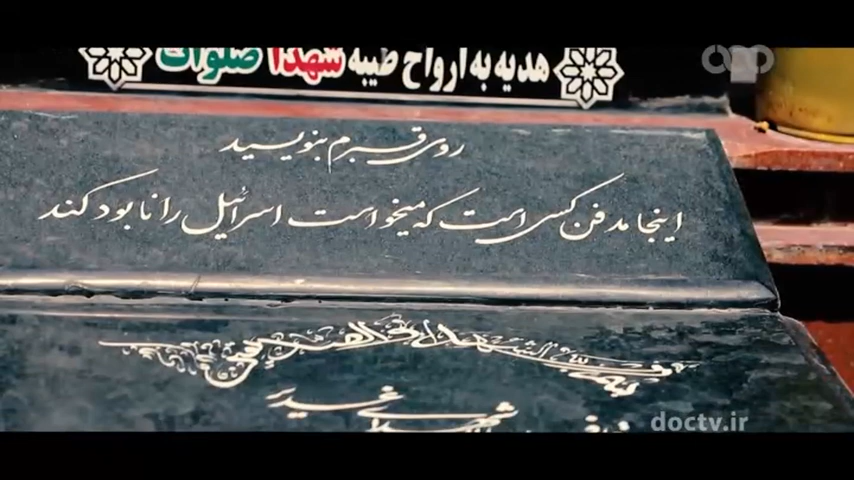 هدیه به ارواح طیبه شهدا صلوات
روی قبرم بنویسید
اینجا مدفن کسی است که میخواست اسرائیل را نابود کند
شهدای غدیر
doctv.ir